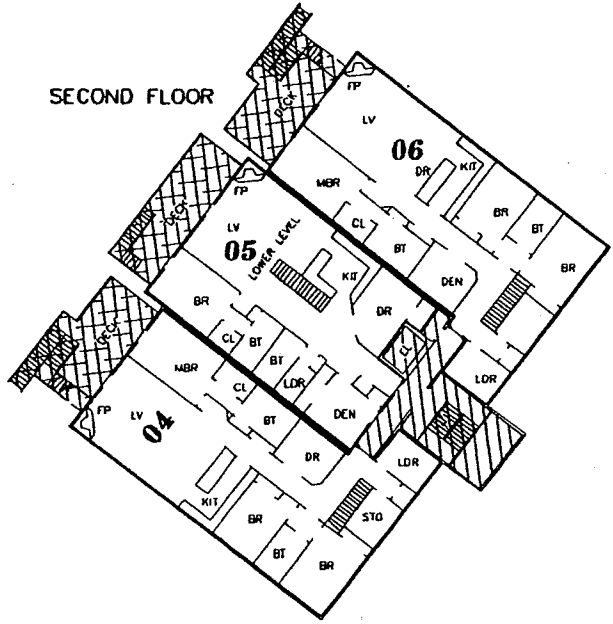 SECOND FLOOR
DECK
FP
LV
06
DR
KIT
MBR
BR
BT
BR
CL
BT
DEN
LDR
DECK
FP
LV
05
LOWER LEVEL
KIT
BR
DR
CL
BT
BT
LDR
DEN
EL
DECK
MBR
CL
FP
LV
04
BT
DR
LDR
KIT
BR
STO
BT
BR